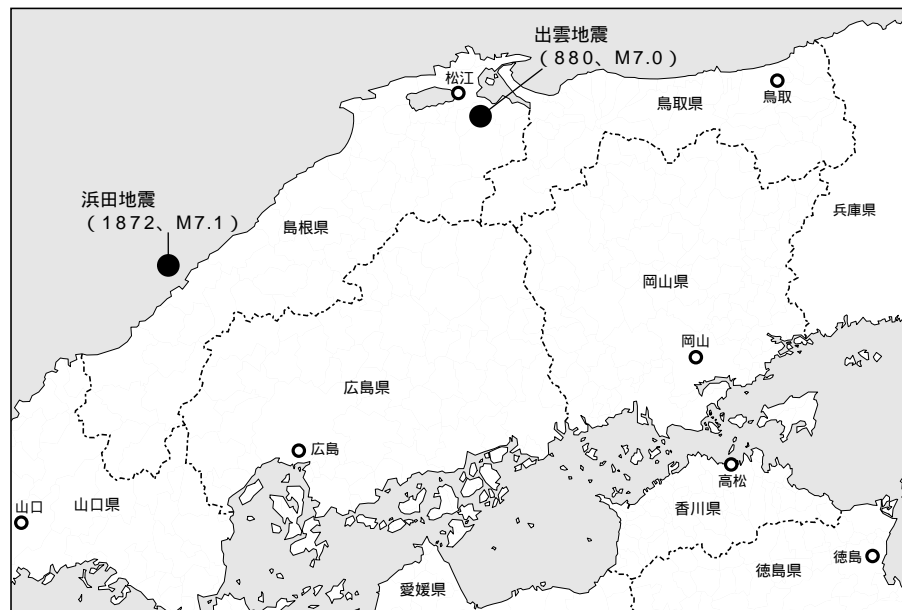 出雲地震
（880、M7.0）
松江
鳥取
鳥取県
浜田地震
（1872、M7.1）
兵庫県
島根県
岡山県
岡山
広島県
広島
高松
山口
山口県
香川県
徳島
徳島県
愛媛県